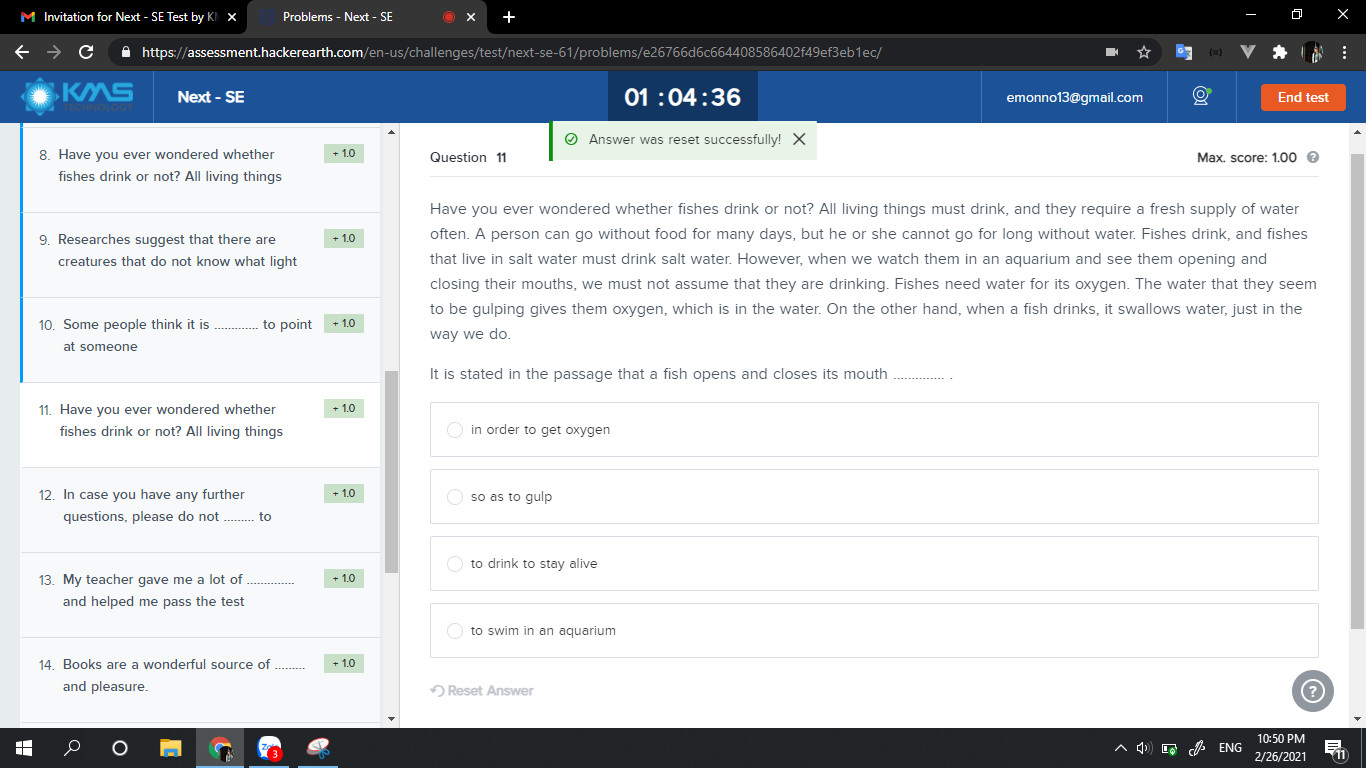 Invitation for Next - SE Test by K
Problems - Next - SE
https://assessment.hackerearth.com/en-us/challenges/test/next-se-61/problems/e26766d6c664408586402f49ef3eb1ec/
KMS
TECHNOLOGY
Next - SE
01 : 04 : 36
emonno13@gmail.com
End test
Answer was reset successfully!
8. Have you ever wondered whether
fishes drink or not? All living things
+ 1.0
9. Researches suggest that there are
creatures that do not know what light
+ 1.0
10. Some people think it is ............. to point
at someone
+ 1.0
11. Have you ever wondered whether
fishes drink or not? All living things
+ 1.0
12. In case you have any further
questions, please do not ......... to
+ 1.0
13. My teacher gave me a lot of ..............
and helped me pass the test
+ 1.0
14. Books are a wonderful source of .........
and pleasure.
+ 1.0
Question 11
Max. score: 1.00
Have you ever wondered whether fishes drink or not? All living things must drink, and they require a fresh supply of water
often. A person can go without food for many days, but he or she cannot go for long without water. Fishes drink, and fishes
that live in salt water must drink salt water. However, when we watch them in an aquarium and see them opening and
closing their mouths, we must not assume that they are drinking. Fishes need water for its oxygen. The water that they seem
to be gulping gives them oxygen, which is in the water. On the other hand, when a fish drinks, it swallows water, just in the
way we do.
It is stated in the passage that a fish opens and closes its mouth .............. .
in order to get oxygen
so as to gulp
to drink to stay alive
to swim in an aquarium
Reset Answer
?
3
ENG
10:50 PM
2/26/2021
11